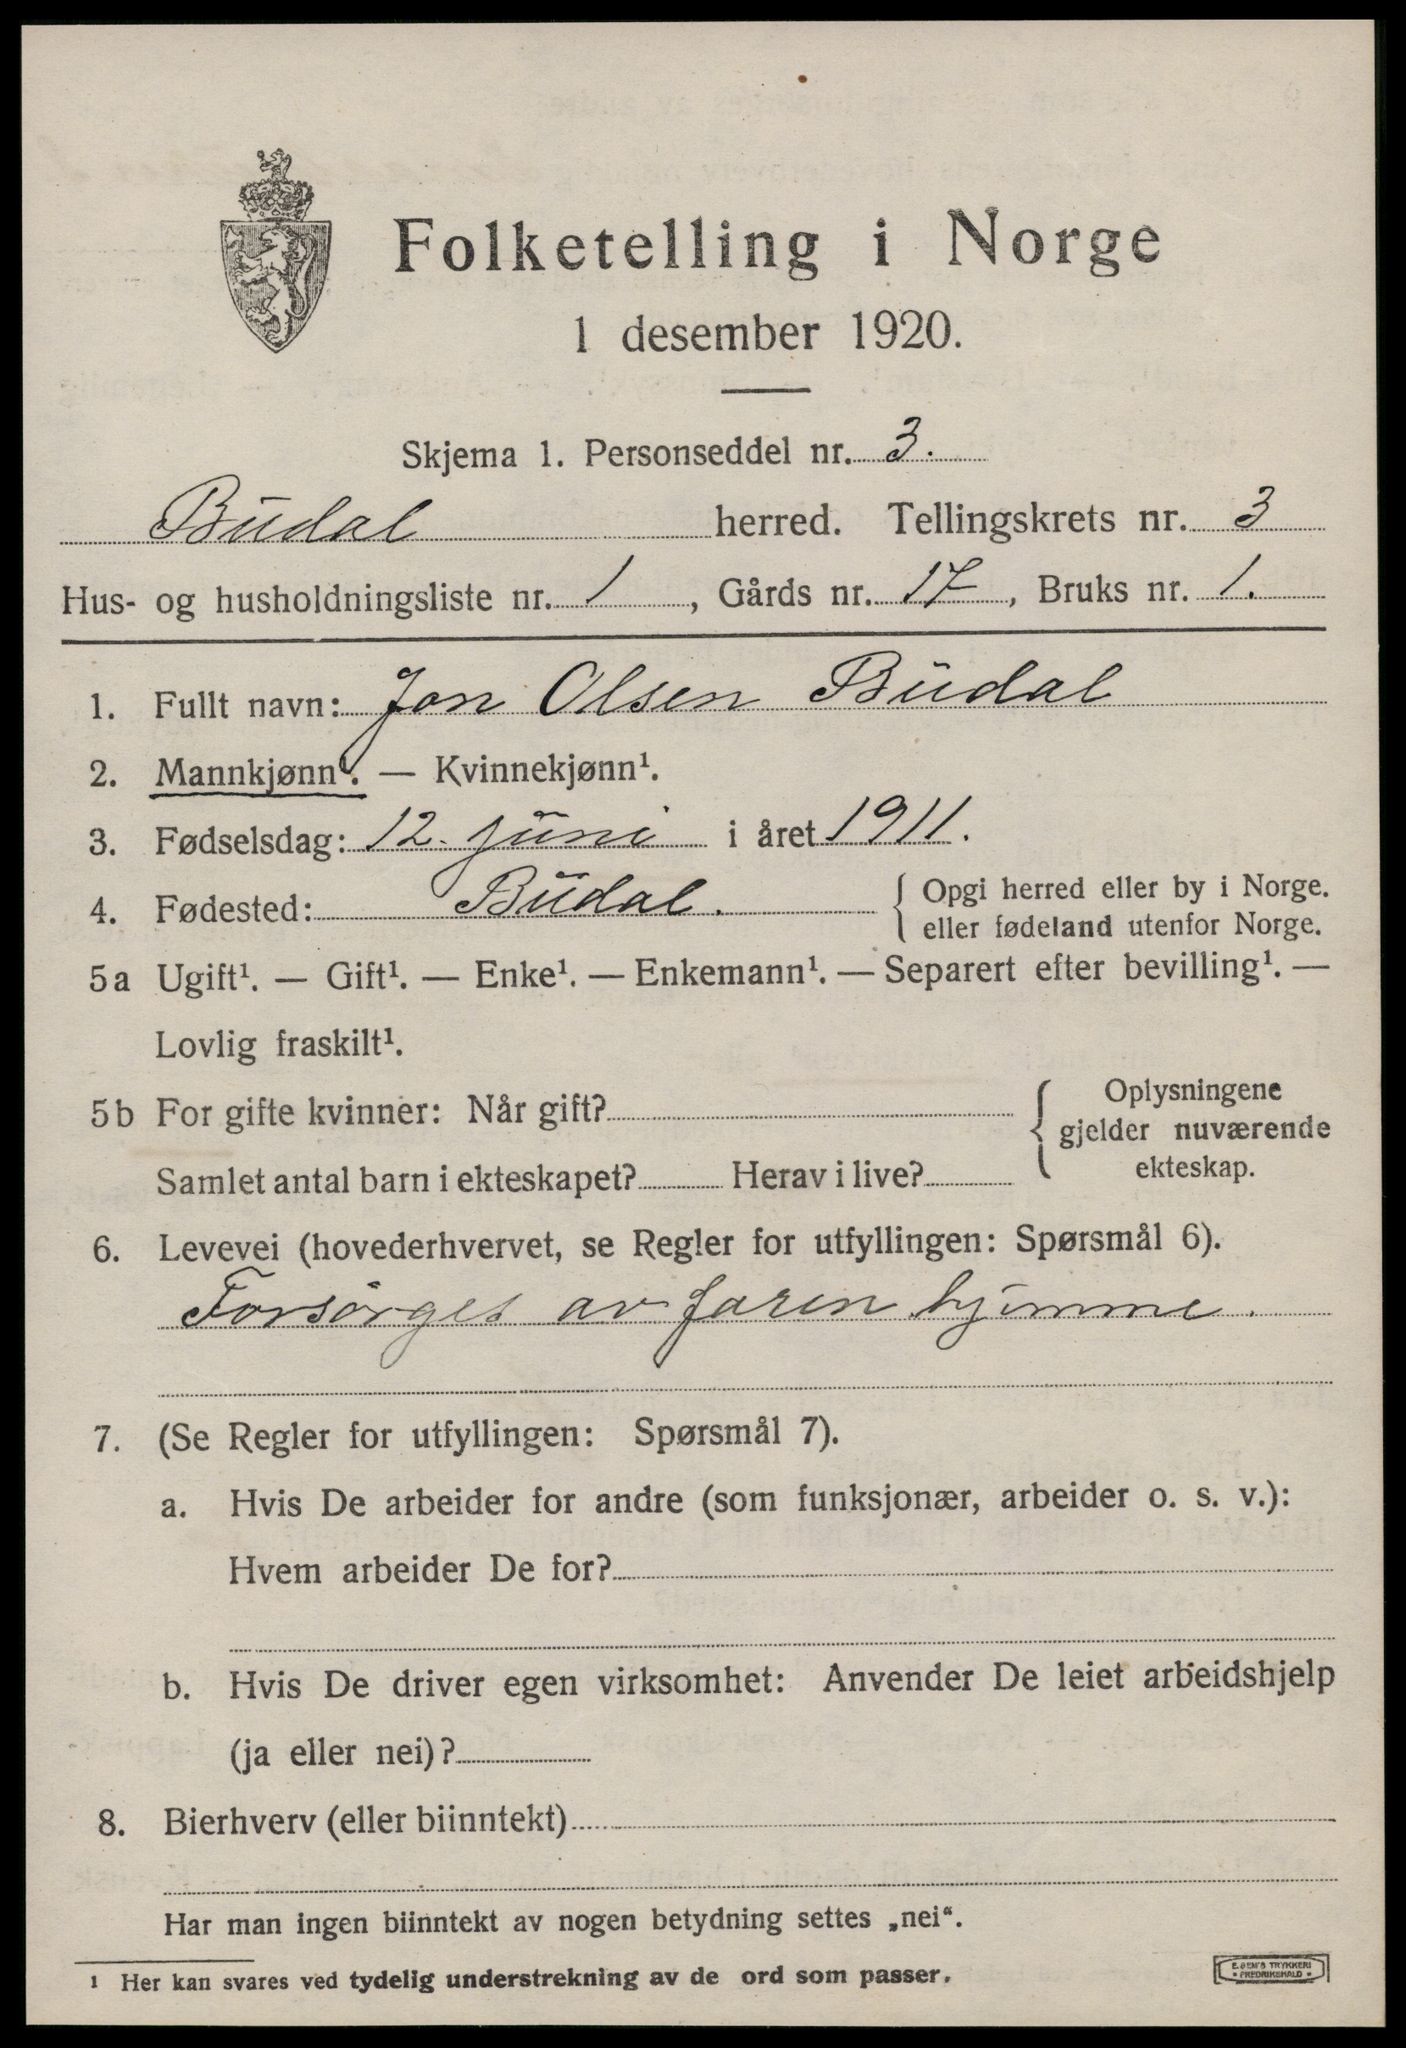 Folketelling i Norge
1 desember 1920.
Skjema 1. Personseddel nr. 3.
Büdal herred. Tellingskrets nr. 3
Hus- og husholdningsliste nr. 1, Gårds nr. 17, Bruks nr. 1.
1. Fullt navn: Jon Olsen Büdal
2. Mannkjønn¹. — Kvinnekjønn¹.
3. Fødselsdag: 12. jüni i året 1911.
4. Fødested: Büdal. { Opgi herred eller by i Norge.
eller fødeland utenfor Norge.
5a Ugift¹. — Gift¹. — Enke¹. — Enkemann¹. — Separert efter bevilling¹. —
Lovlig fraskilt¹.
5b For gifte kvinner: Når gift?
Samlet antal barn i ekteskapet? Herav i live?
{ Oplysningene
gjelder nuværende
ekteskap.
6. Levevei (hovederhvervet, se Regler for utfyllingen: Spørsmål 6).
Forsörges av faren hjemme.
7. (Se Regler for utfyllingen: Spørsmål 7).
a. Hvis De arbeider for andre (som funksjonær, arbeider o. s. v.):
Hvem arbeider De for?
b. Hvis De driver egen virksomhet: Anvender De leiet arbeidshjelp
(ja eller nei)?
8. Bierhverv (eller biinntekt)
Har man ingen biinntekt av nogen betydning settes „nei“.
¹ Her kan svares ved tydelig understrekning av de ord som passer.
E. SEM'S TRYKKERI
• FREDRIKSHALD •